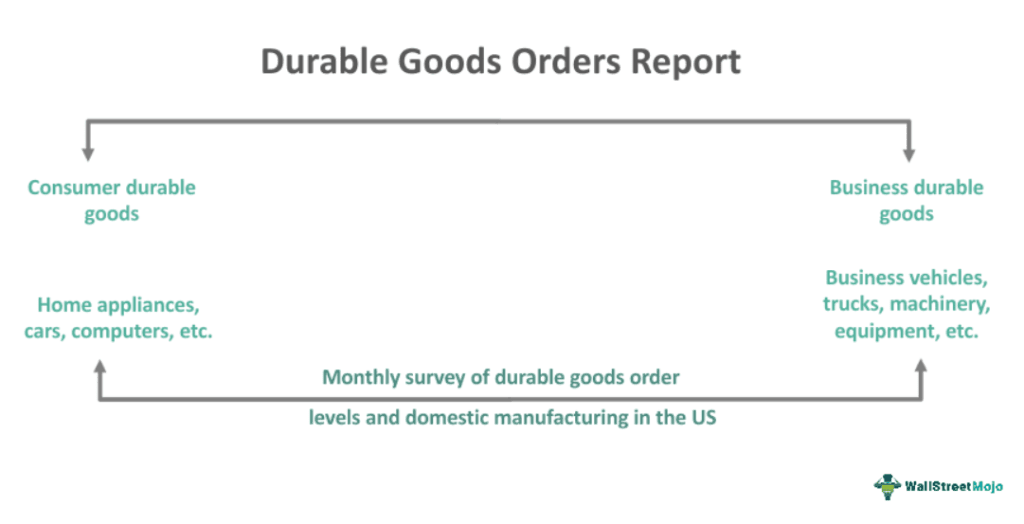 Durable Goods Orders Report
Consumer durable
goods
Business durable
goods
Home appliances,
cars, computers, etc.
Business vehicles,
trucks, machinery,
equipment, etc.
Monthly survey of durable goods order
levels and domestic manufacturing in the US
WallStreetMojo